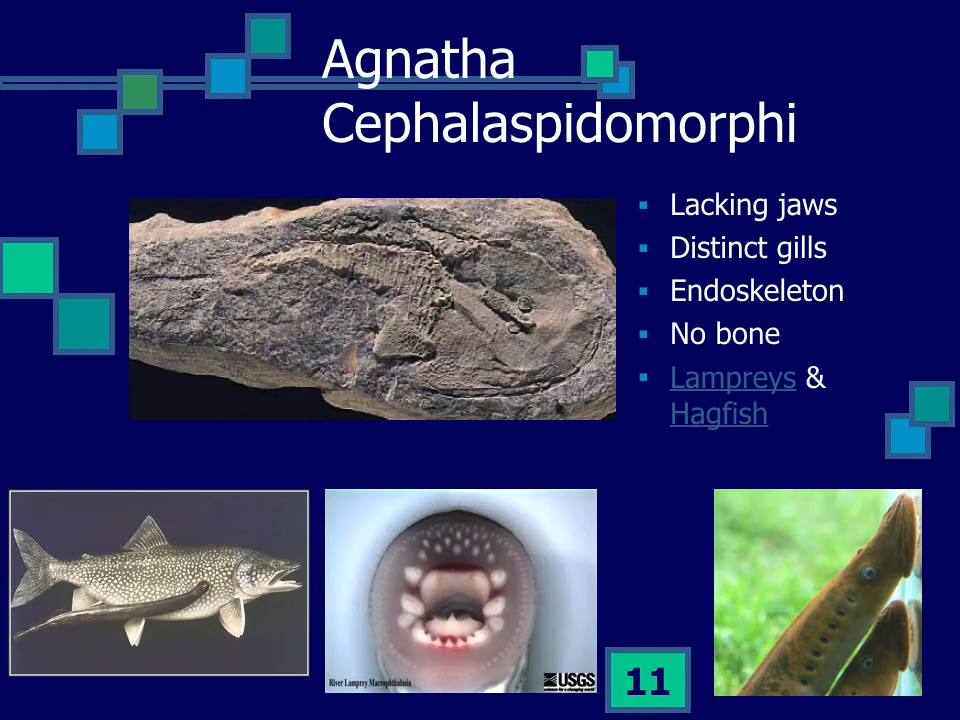 Agnatha
Cephalaspidomorphi
Lacking jaws
Distinct gills
Endoskeleton
No bone
Lampreys &
Hagfish
River Lamprey Macrophthalmia
USGS
science for a changing world
11